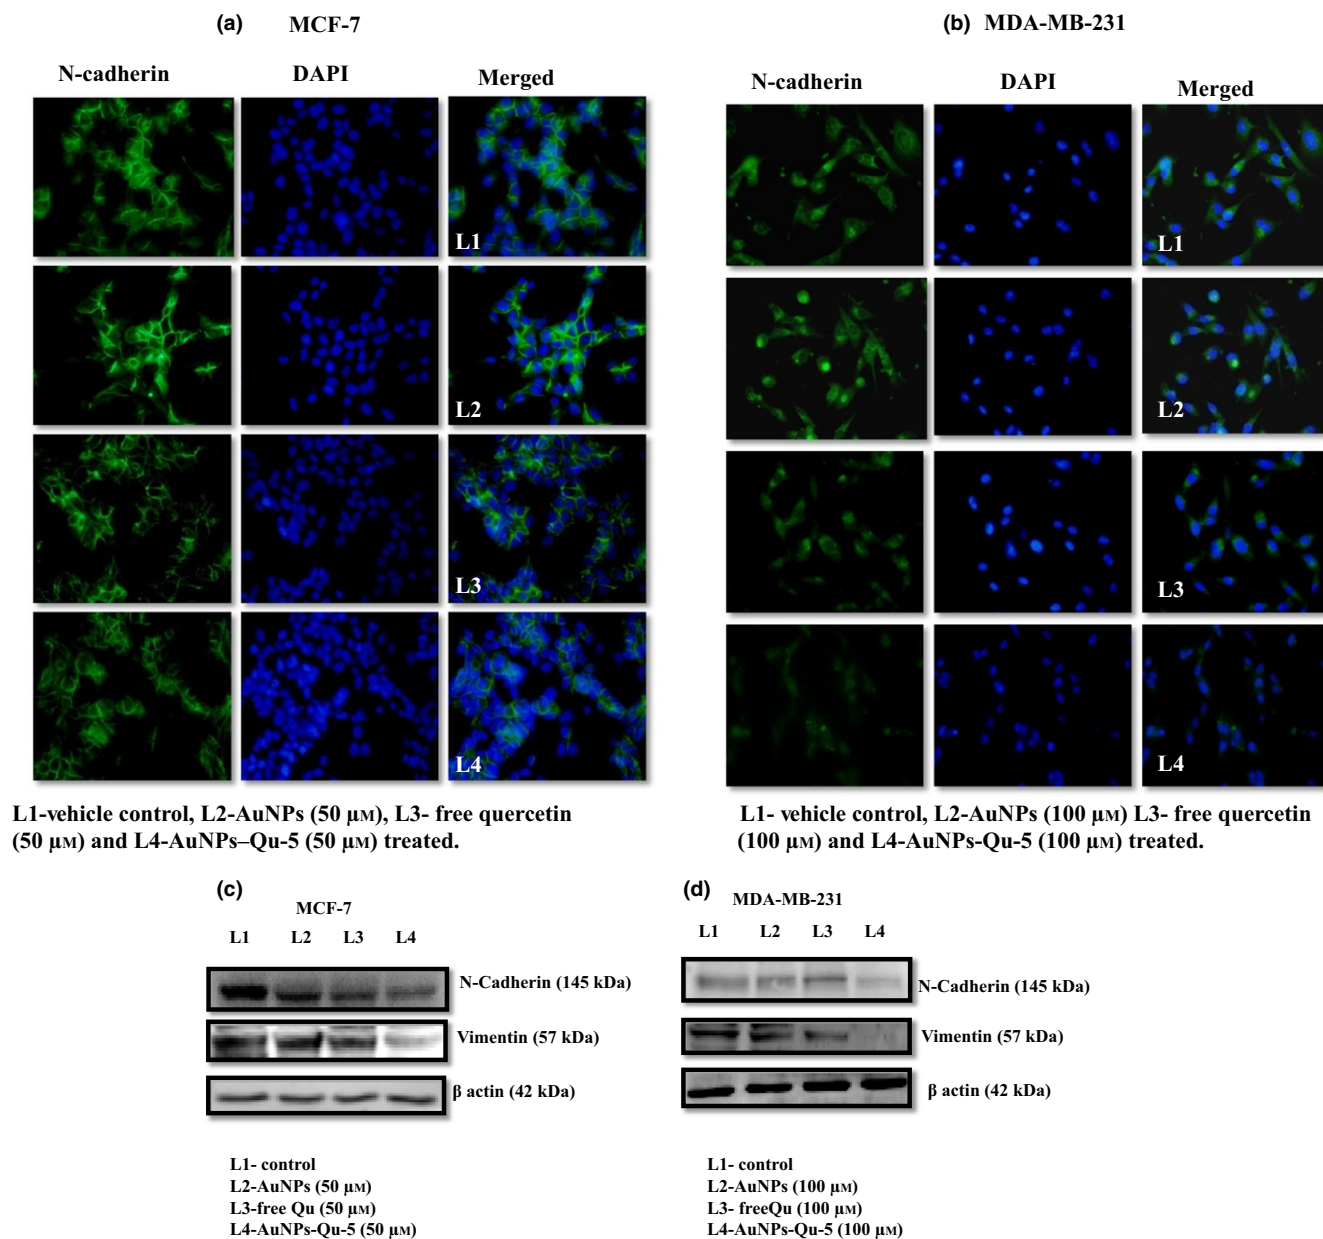 (a) MCF-7
N-cadherin DAPI Merged
L1
L2
L3
L4
L1-vehicle control, L2-AuNPs (50 μM), L3- free quercetin
(50 μM) and L4-AuNPs–Qu-5 (50 μM) treated.
(b) MDA-MB-231
N-cadherin DAPI Merged
L1
L2
L3
L4
L1- vehicle control, L2-AuNPs (100 μM) L3- free quercetin
(100 μM) and L4-AuNPs-Qu-5 (100 μM) treated.
(c)
MCF-7
L1 L2 L3 L4
N-Cadherin (145 kDa)
Vimentin (57 kDa)
β actin (42 kDa)
L1- control
L2-AuNPs (50 μM)
L3-free Qu (50 μM)
L4-AuNPs-Qu-5 (50 μM)
(d)
MDA-MB-231
L1 L2 L3 L4
N-Cadherin (145 kDa)
Vimentin (57 kDa)
β actin (42 kDa)
L1- control
L2-AuNPs (100 μM)
L3- freeQu (100 μM)
L4-AuNPs-Qu-5 (100 μM)